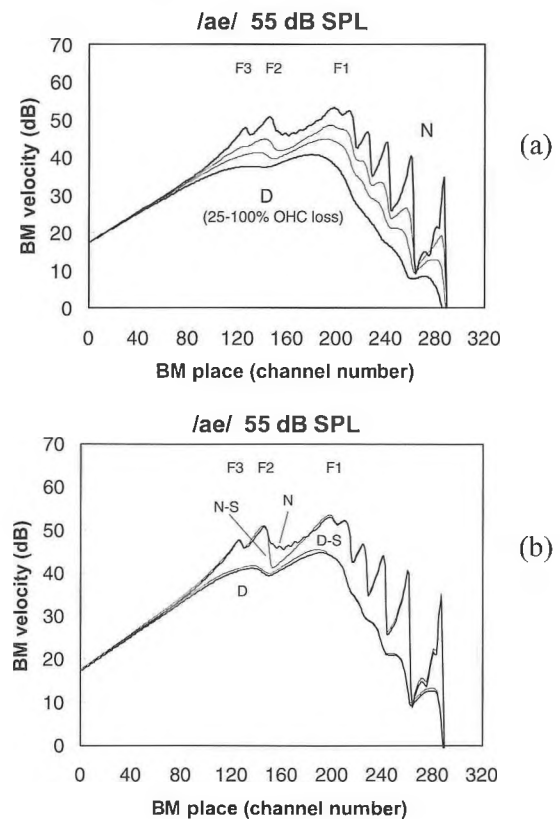 /ae/ 55 dB SPL
70
60
50
40
30
20
10
0
BM velocity (dB)
F3 F2 F1
N
D
(25-100% OHC loss)
0 40 80 120 160 200 240 280 320
BM place (channel number)
(a)
/ae/ 55 dB SPL
70
60
50
40
30
20
10
0
BM velocity (dB)
F3 F2 F1
N-S N
D-S
D
0 40 80 120 160 200 240 280 320
BM place (channel number)
(b)